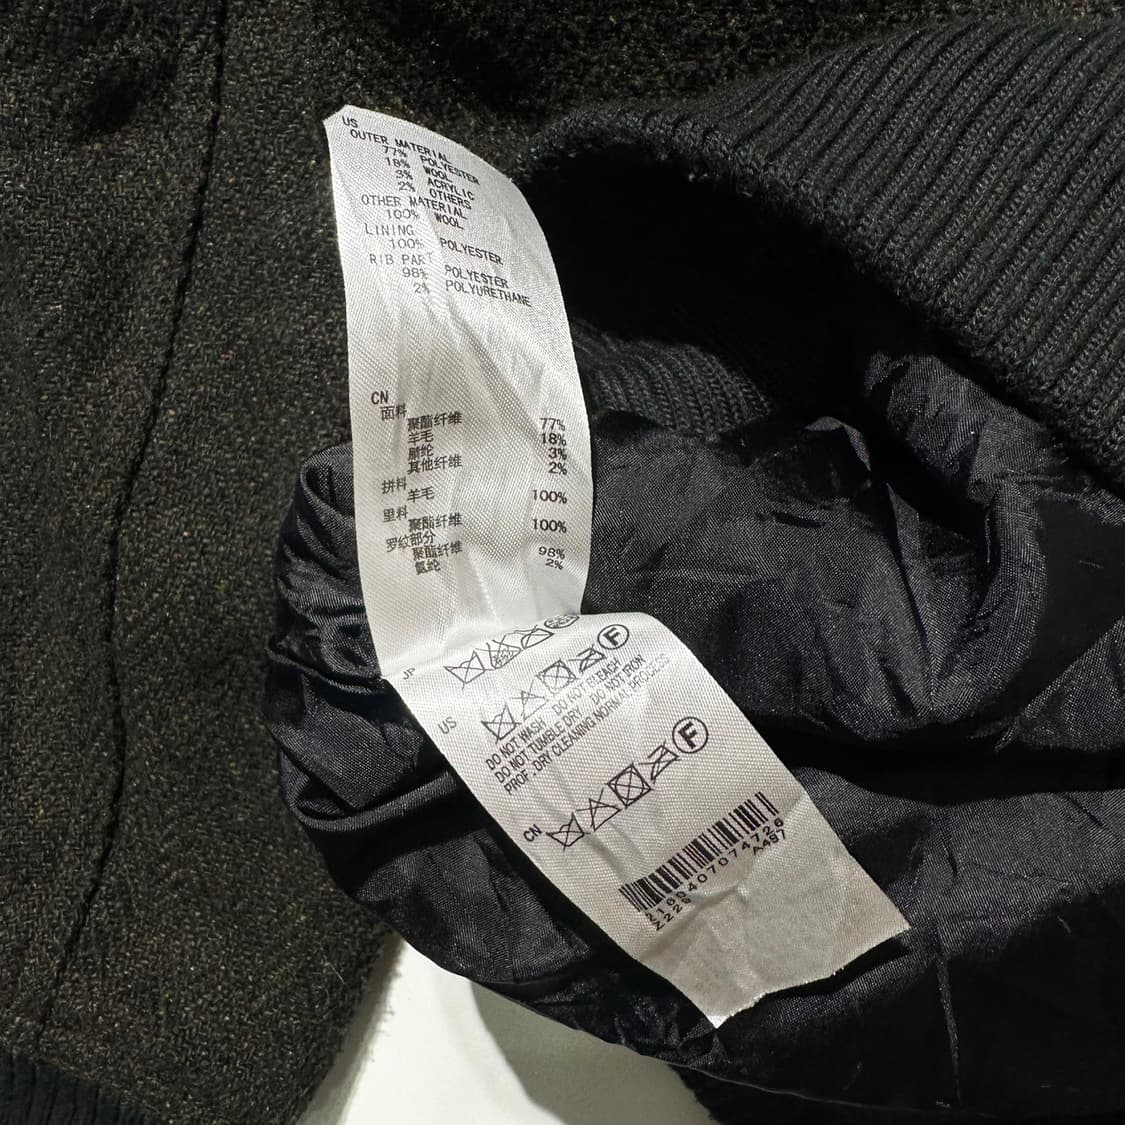 US
OUTER MATERIAL
77% POLYESTER
18% WOOL
3% ACRYLIC
2% OTHERS
OTHER MATERIAL
100% WOOL
LINING
100% POLYESTER
RIB PART
98% POLYESTER
2% POLYURETHANE
CN
面料
聚酯纤维 77%
羊毛 18%
腈纶 3%
其他纤维 2%
拼料
羊毛 100%
里料
聚酯纤维 100%
罗纹部分
聚酯纤维 98%
氨纶 2%
JP
F
US
DO NOT WASH DO NOT BLEACH
DO NOT TUMBLE DRY DO NOT IRON
PROF.DRY CLEANING.NORMAL PROCESS
F
CN
A487